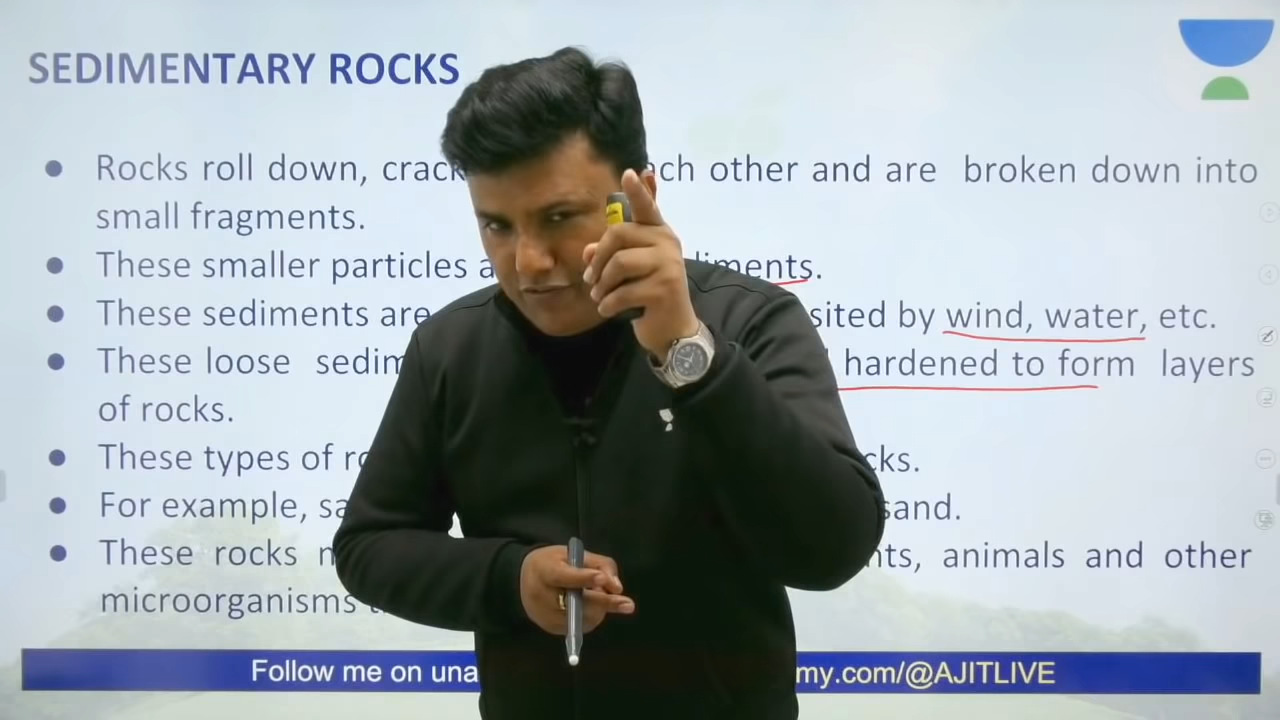 SEDIMENTARY ROCKS
● Rocks roll down, crack ach other and are broken down into
small fragments.
● These smaller particles a diments.
● These sediments are sited by wind, water, etc.
● These loose sedim hardened to form layers
of rocks.
● These types of ro cks.
● For example, sa sand.
● These rocks m nts, animals and other
microorganisms
Follow me on una my.com/@AJITLIVE